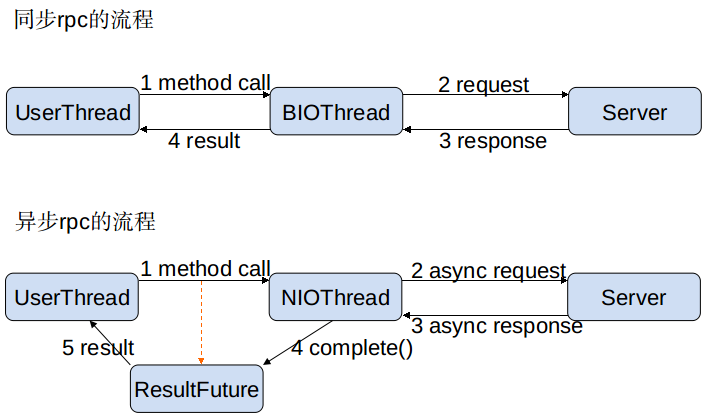 同步rpc的流程
1 method call
2 request
UserThread
BIOThread
Server
4 result
3 response
异步rpc的流程
1 method call
2 async request
UserThread
NIOThread
Server
3 async response
5 result
4 complete()
ResultFuture